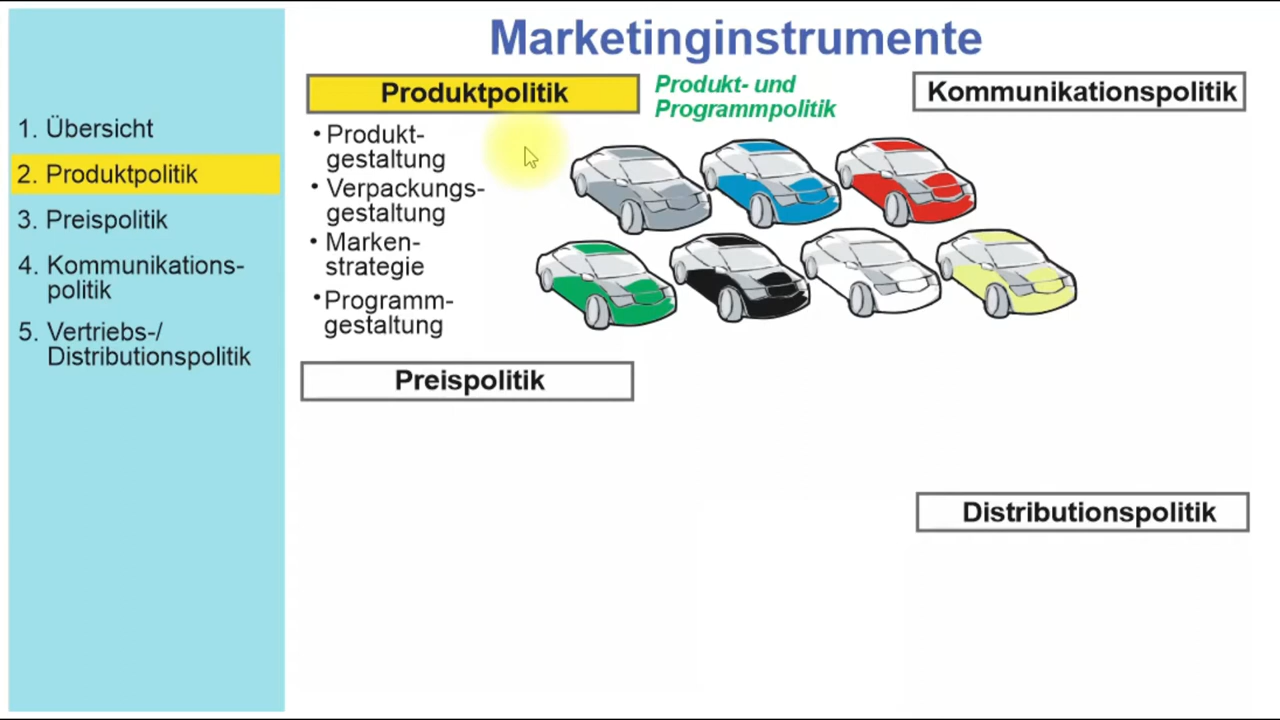 Marketinginstrumente
1. Übersicht
2. Produktpolitik
3. Preispolitik
4. Kommunikations-
politik
5. Vertriebs-/
Distributionspolitik
Produktpolitik
Produkt- und
Programmpolitik
• Produkt-
gestaltung
• Verpackungs-
gestaltung
• Marken-
strategie
• Programm-
gestaltung
Kommunikationspolitik
Preispolitik
Distributionspolitik